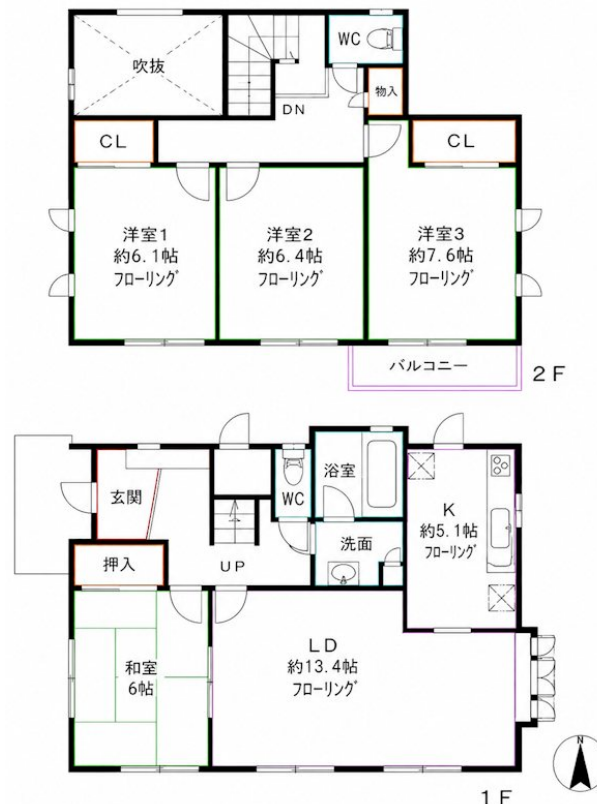 吹抜
WC
物入
DN
CL
CL
洋室1
約6.1帖
フローリング
洋室2
約6.4帖
フローリング
洋室3
約7.6帖
フローリング
バルコニー
2F
玄関
WC
浴室
K
約5.1帖
フローリング
洗面
押入
UP
和室
6帖
LD
約13.4帖
フローリング
N
1F